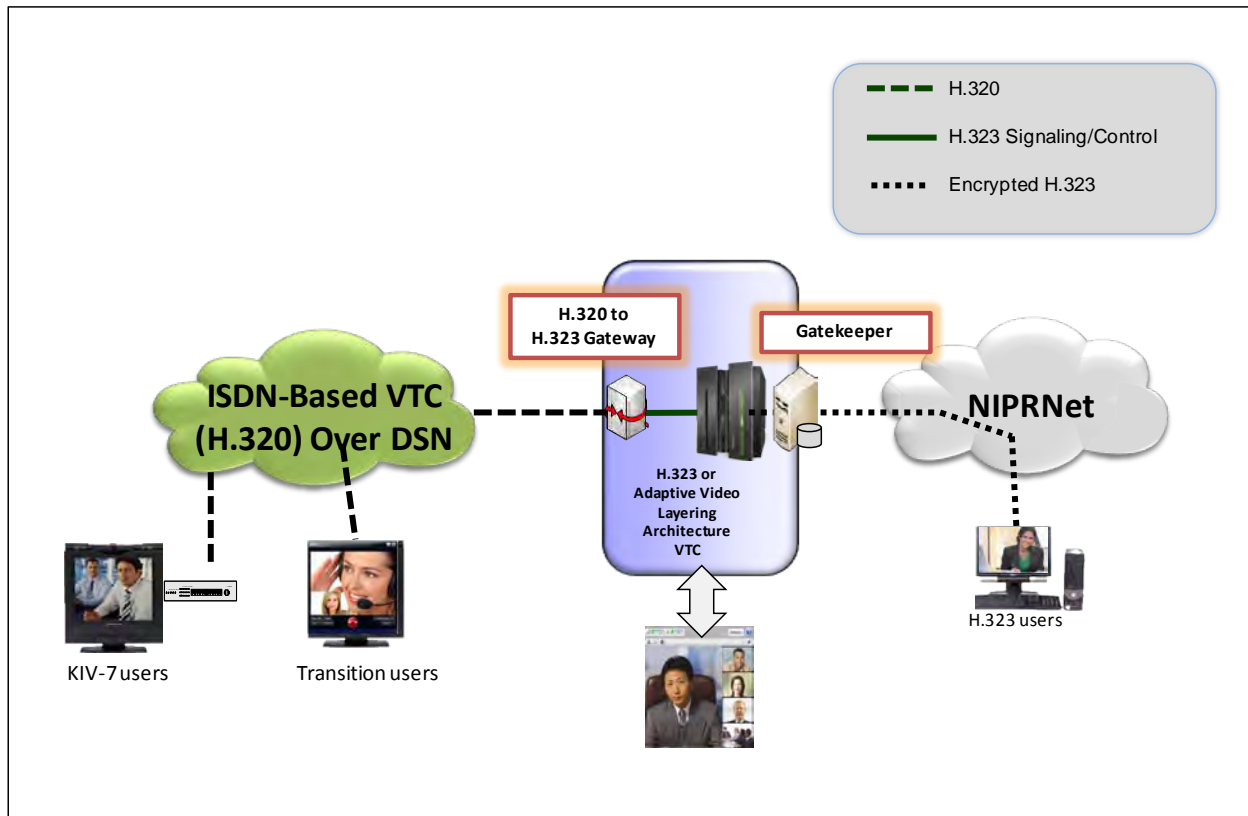 H.320
H.323 Signaling/Control
Encrypted H.323
H.320 to
H.323 Gateway
Gatekeeper
ISDN-Based VTC
(H.320) Over DSN
NIPRNet
H.323 or
Adaptive Video
Layering
Architecture
VTC
H.323 users
KIV-7 users
Transition users